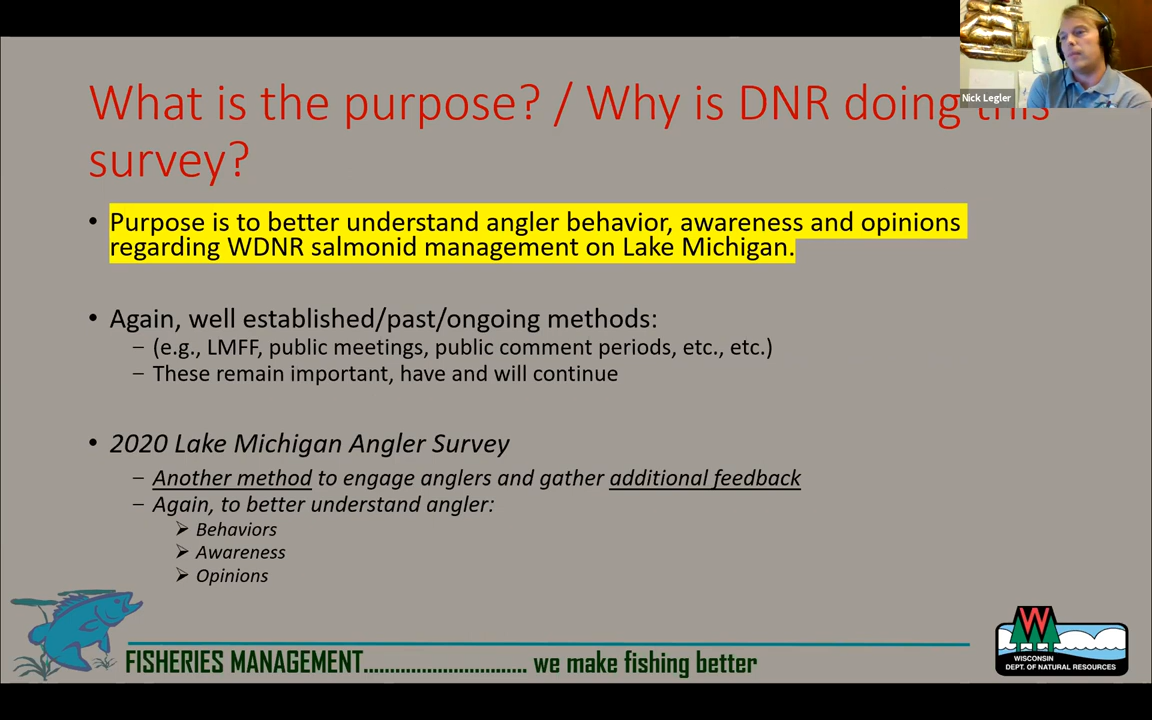 Nick Legler
What is the purpose? / Why is DNR doing this
survey?
• Purpose is to better understand angler behavior, awareness and opinions
regarding WDNR salmonid management on Lake Michigan.
• Again, well established/past/ongoing methods:
– (e.g., LMFF, public meetings, public comment periods, etc., etc.)
– These remain important, have and will continue
• 2020 Lake Michigan Angler Survey
– Another method to engage anglers and gather additional feedback
– Again, to better understand angler:
➢ Behaviors
➢ Awareness
➢ Opinions
FISHERIES MANAGEMENT................................ we make fishing better
W
WISCONSIN
DEPT. OF NATURAL RESOURCES